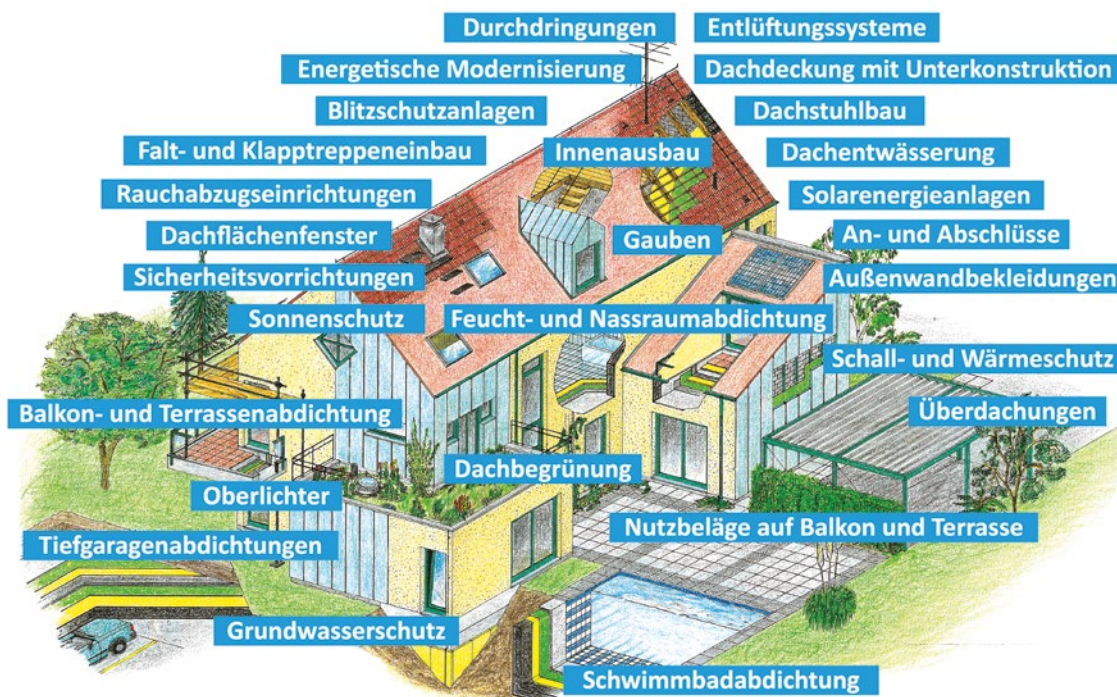 Durchdringungen
Entlüftungssysteme
Energetische Modernisierung
Dachdeckung mit Unterkonstruktion
Blitzschutzanlagen
Dachstuhlbau
Falt- und Klapptreppeneinbau
Innenausbau
Dachentwässerung
Rauchabzugseinrichtungen
Solarenergieanlagen
Dachflächenfenster
Gauben
An- und Abschlüsse
Sicherheitsvorrichtungen
Außenwandbekleidungen
Sonnenschutz
Feucht- und Nassraumabdichtung
Schall- und Wärmeschutz
Balkon- und Terrassenabdichtung
Überdachungen
Dachbegrünung
Oberlichter
Nutzbeläge auf Balkon und Terrasse
Tiefgaragenabdichtungen
Grundwasserschutz
Schwimmbadabdichtung